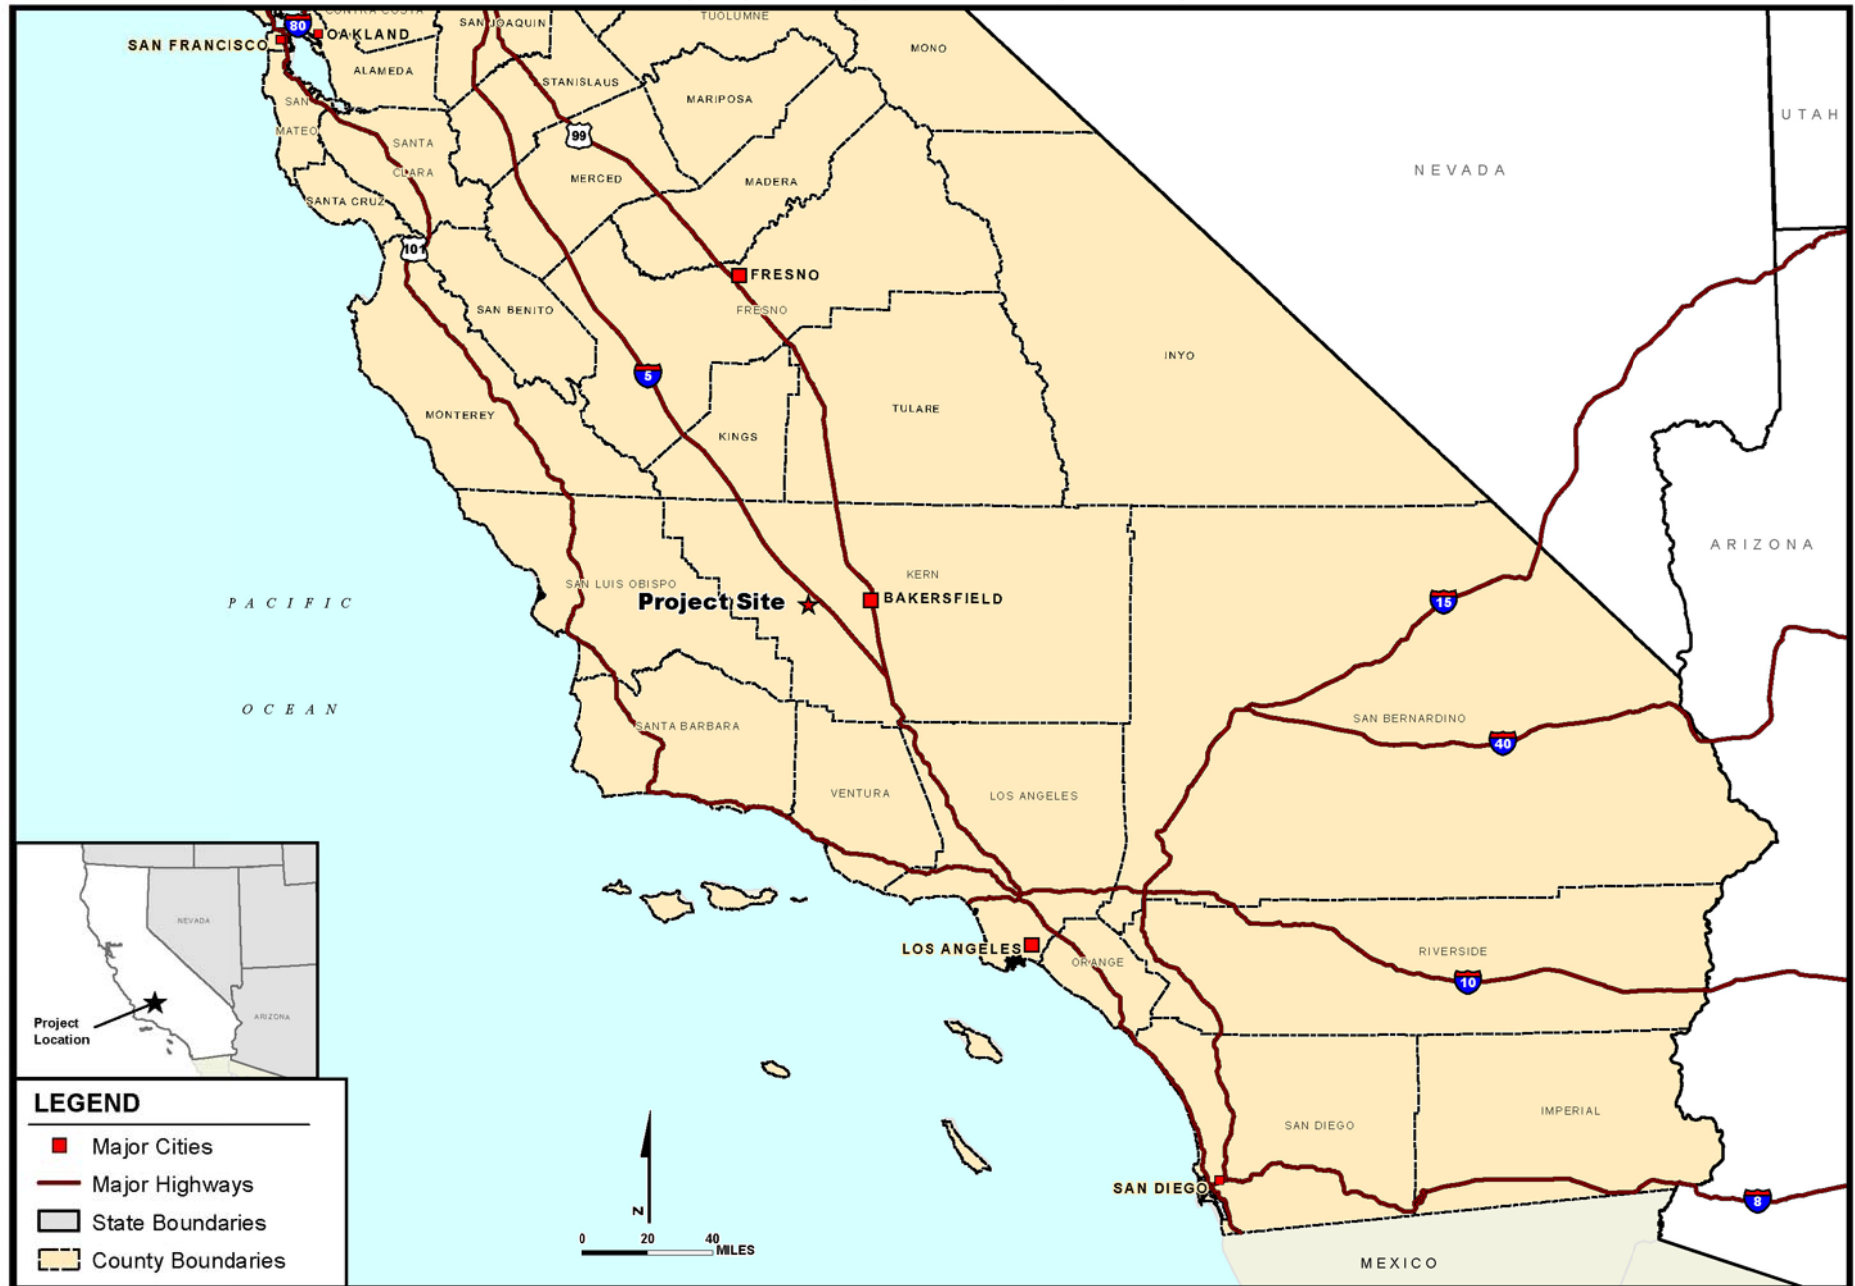 CONTRA COSTA
80
OAKLAND
SAN FRANCISCO
SAN JOAQUIN
TUOLUMNE
MONO
ALAMEDA
STANISLAUS
MARIPOSA
UTAH
SAN
MATEO
SANTA
CLARA
99
NEVADA
MERCED
MADERA
SANTA CRUZ
101
FRESNO
FRESNO
SAN BENITO
INYO
5
MONTEREY
KINGS
TULARE
ARIZONA
SAN LUIS OBISPO
KERN
Project Site
BAKERSFIELD
15
PACIFIC
OCEAN
SANTA BARBARA
SAN BERNARDINO
40
VENTURA
LOS ANGELES
LOS ANGELES
ORANGE
RIVERSIDE
10
NEVADA
ARIZONA
Project
Location
SAN DIEGO
IMPERIAL
SAN DIEGO
8
MEXICO
LEGEND
Major Cities
Major Highways
State Boundaries
County Boundaries
N
0 20 40
MILES